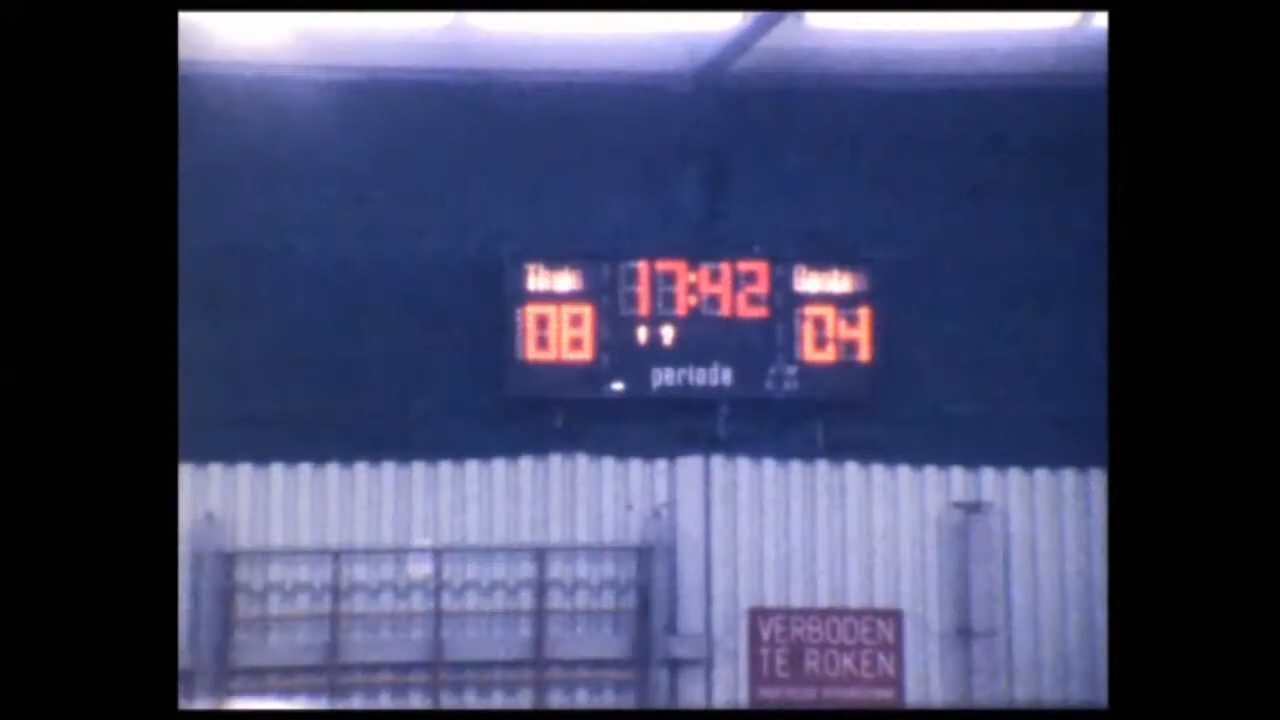 Thuis 17:42 Gasten
08 04
periode
VERBODEN
TE ROKEN